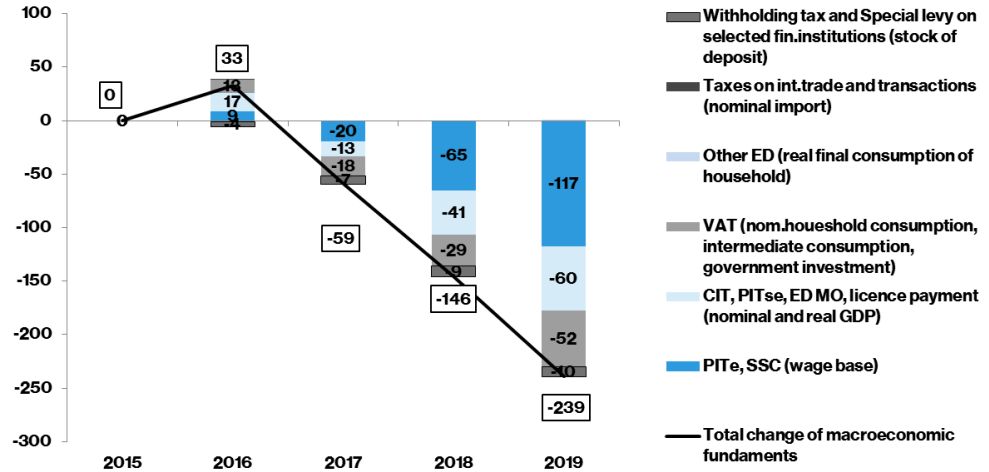 100
50
0
-50
-100
-150
-200
-250
-300
0
0
33
13
17
9
-4
-20
-13
-18
-7
-59
-65
-41
-29
-9
-146
-117
-60
-52
-10
-239
2015
2016
2017
2018
2019
Withholding tax and Special levy on
selected fin.institutions (stock of
deposit)
Taxes on int.trade and transactions
(nominal import)
Other ED (real final consumption of
household)
VAT (nom.houeshold consumption,
intermediate consumption,
government investment)
CIT, PITse, ED MO, licence payment
(nominal and real GDP)
PITe, SSC (wage base)
Total change of macroeconomic
fundaments